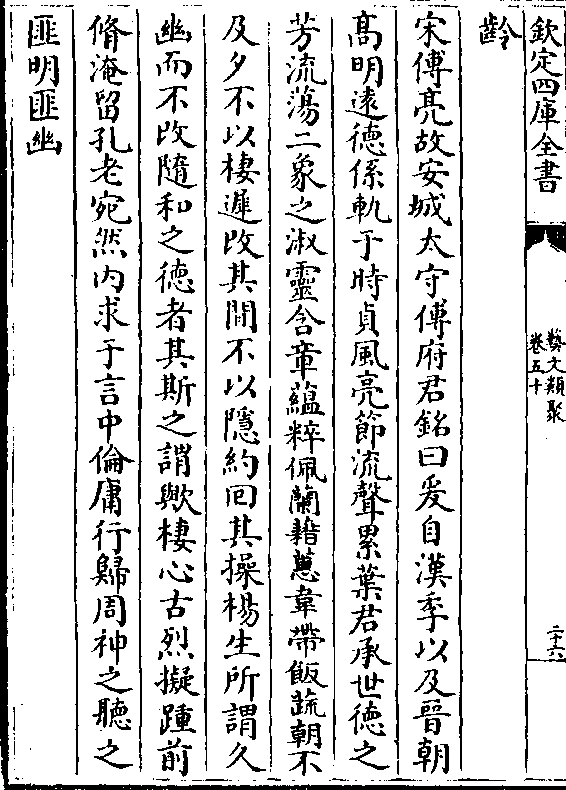 欽定四庫全書
藝文類聚
卷五十
二十六
齡
宋傅亮故安城太守傅府君銘曰爰自漢季以及晉朝
髙明遠德係軌于時貞風亮節流聲累葉君承世德之
芳流蕩二象之淑靈含章蘊粹佩蘭藉蕙韋帶飯蔬朝不
及夕不以棲遲改其閒不以隱約回其操楊生所謂久
幽而不改隨和之德者其斯之謂歟棲心古烈擬踵前
脩淹留孔老宛然内求于言中倫庸行歸周神之聽之
匪明匪幽